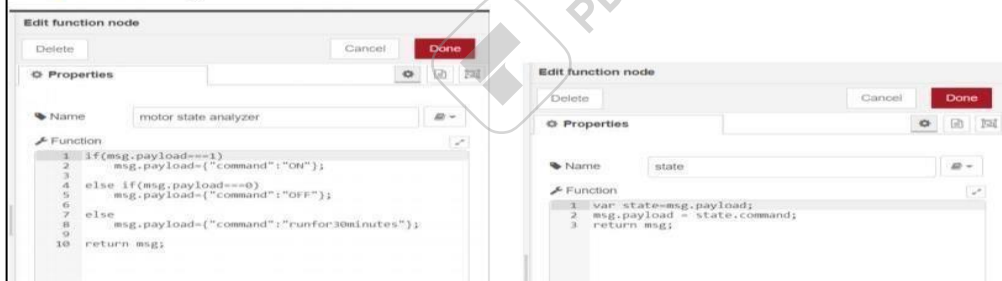 Edit function node
Delete
Cancel
Done
Properties
Name
motor state analyzer
Function
1 if(msg.payload===1)
2 msg.payload={"command":"ON"};
3
4 else if(msg.payload===0)
5 msg.payload={"command":"OFF"};
6
7 else
8 msg.payload={"command":"runfor30minutes"};
9
10 return msg;
Edit function node
Delete
Cancel
Done
Properties
Name
state
Function
1 var state=msg.payload;
2 msg.payload = state.command;
3 return msg;